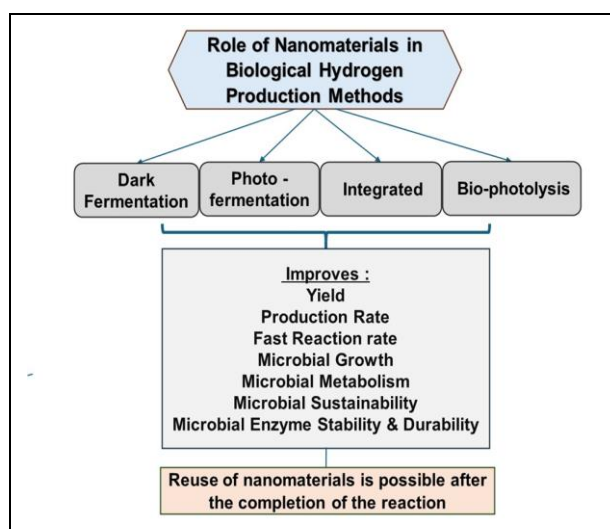 Role of Nanomaterials in
Biological Hydrogen
Production Methods
Dark
Fermentation
Photo -
fermentation
Integrated
Bio-photolysis
Improves :
Yield
Production Rate
Fast Reaction rate
Microbial Growth
Microbial Metabolism
Microbial Sustainability
Microbial Enzyme Stability & Durability
Reuse of nanomaterials is possible after
the completion of the reaction